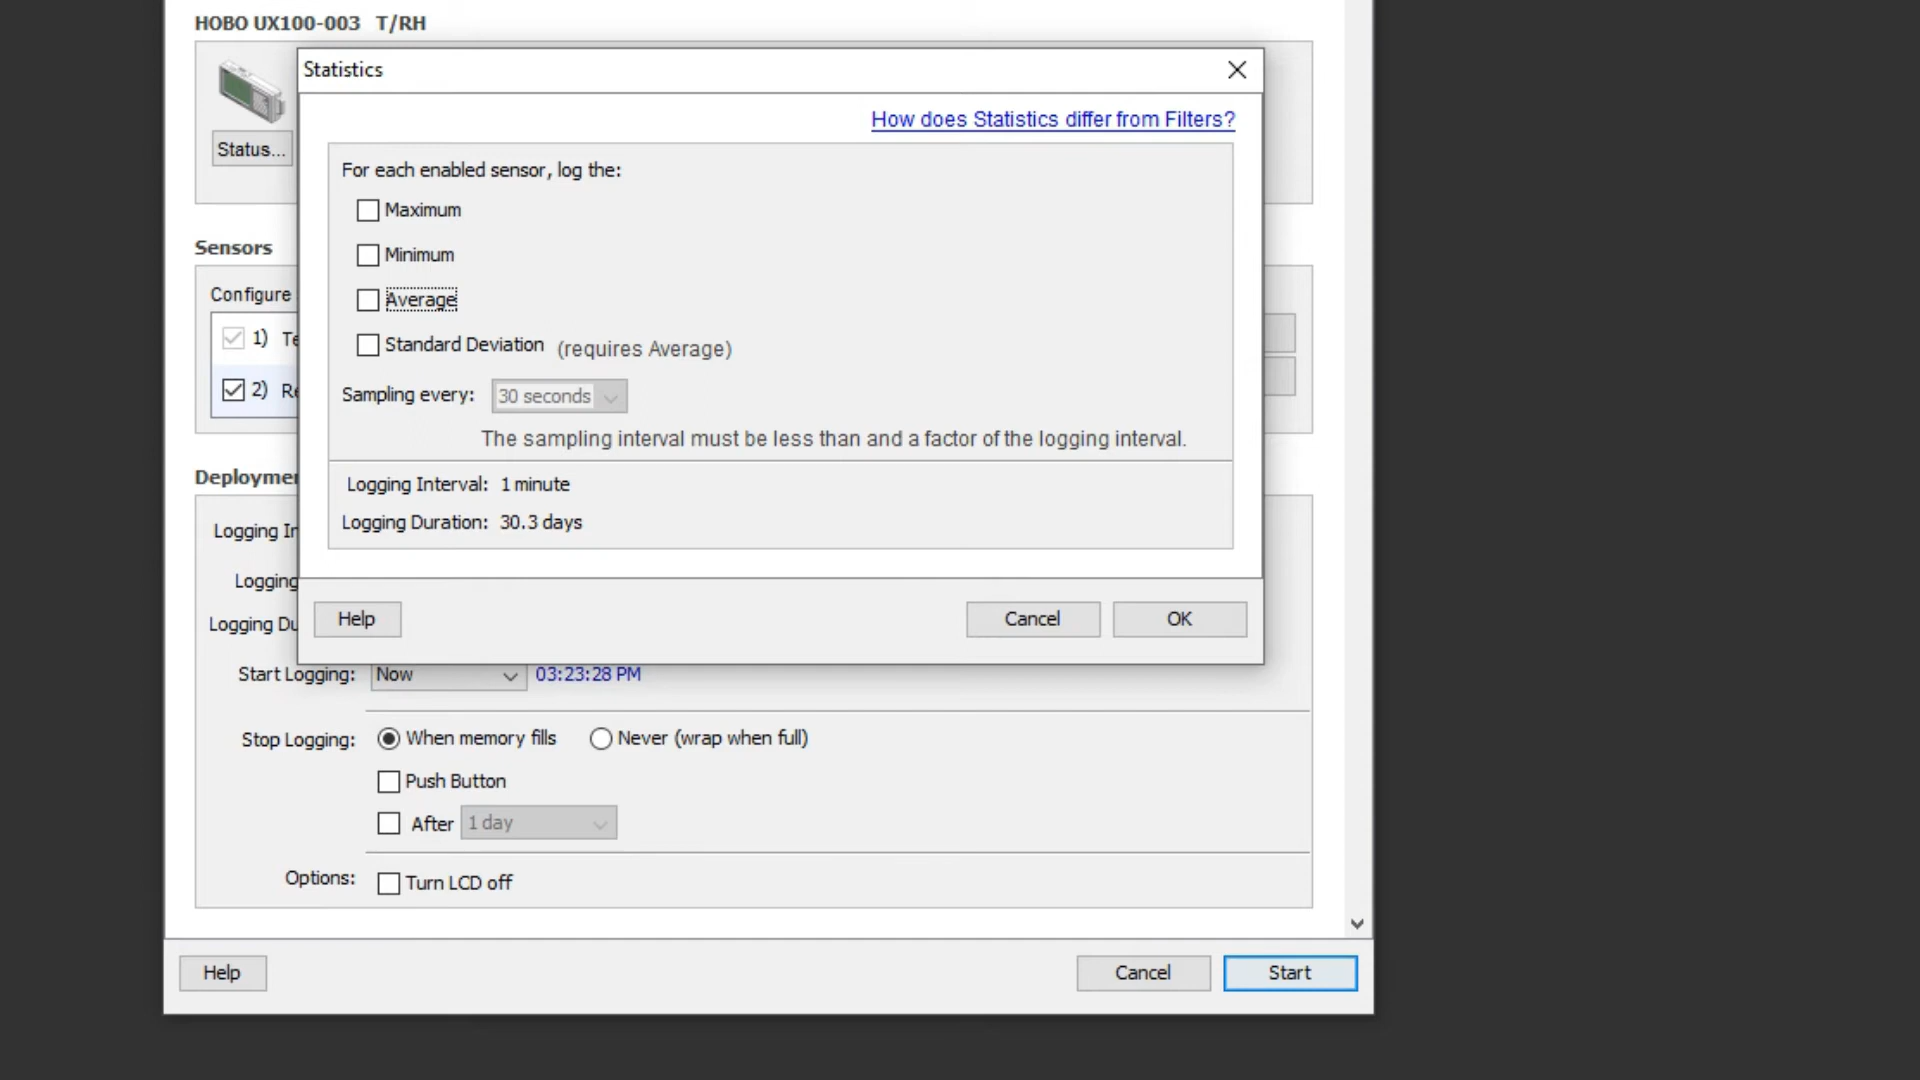 HOBO UX100-003 T/RH
Statistics
How does Statistics differ from Filters?
Status...
For each enabled sensor, log the:
Maximum
Minimum
Average
Standard Deviation (requires Average)
Sampling every: 30 seconds
The sampling interval must be less than and a factor of the logging interval.
Logging Interval: 1 minute
Logging Duration: 30.3 days
Help
Cancel
OK
Sensors
Configure
1) Te
2) Re
Deploymen
Logging In
Logging
Logging Du
Start Logging: Now 03:23:28 PM
Stop Logging: When memory fills Never (wrap when full)
Push Button
After 1 day
Options: Turn LCD off
Help
Cancel
Start